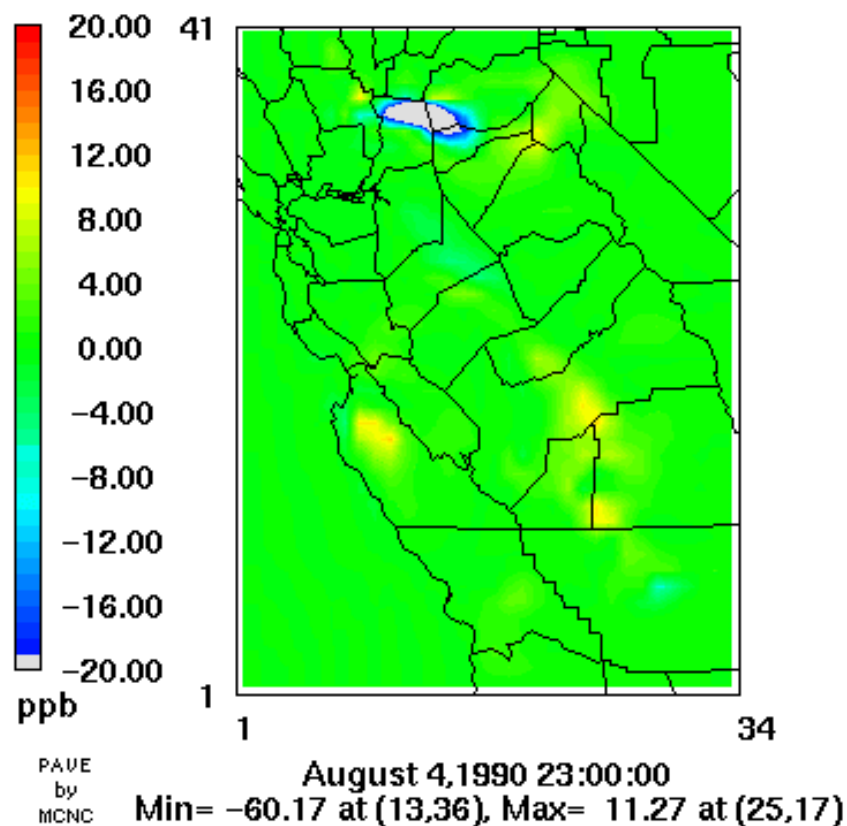 20.00
16.00
12.00
8.00
4.00
0.00
−4.00
−8.00
−12.00
−16.00
−20.00
ppb
41
1
1
34
PAVE
by
MCNC
August 4,1990 23:00:00
Min= −60.17 at (13,36), Max= 11.27 at (25,17)